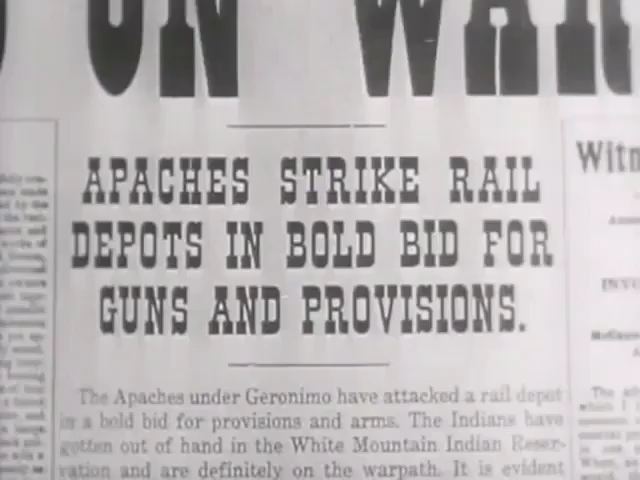 ON WAR
APACHES STRIKE RAIL
DEPOTS IN BOLD BID FOR
GUNS AND PROVISIONS.
The Apaches under Geronimo have attacked a rail depot
in a bold bid for provisions and arms. The Indians have
gotten out of hand in the White Mountain Indian Reser-
vation and are definitely on the warpath. It is evident
Witn